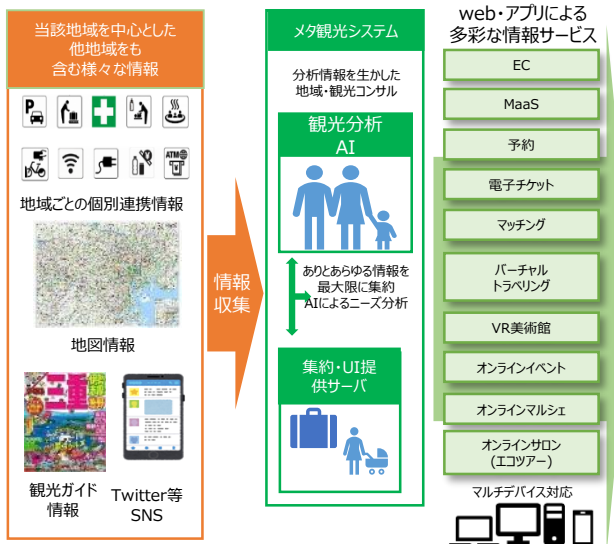 当該地域を中心とした
他地域をも
含む様々な情報
P
ATM
地域ごとの個別連携情報
地図情報
三重
観光ガイド
情報
Twitter等
SNS
情報
収集
メタ観光システム
分析情報を生かした
地域・観光コンサル
観光分析
AI
ありとあらゆる情報を
最大限に集約
AIによるニーズ分析
集約・UI提
供サーバ
web・アプリによる
多彩な情報サービス
EC
MaaS
予約
電子チケット
マッチング
バーチャル
トラベリング
VR美術館
オンラインイベント
オンラインマルシェ
オンラインサロン
(エコツアー)
マルチデバイス対応